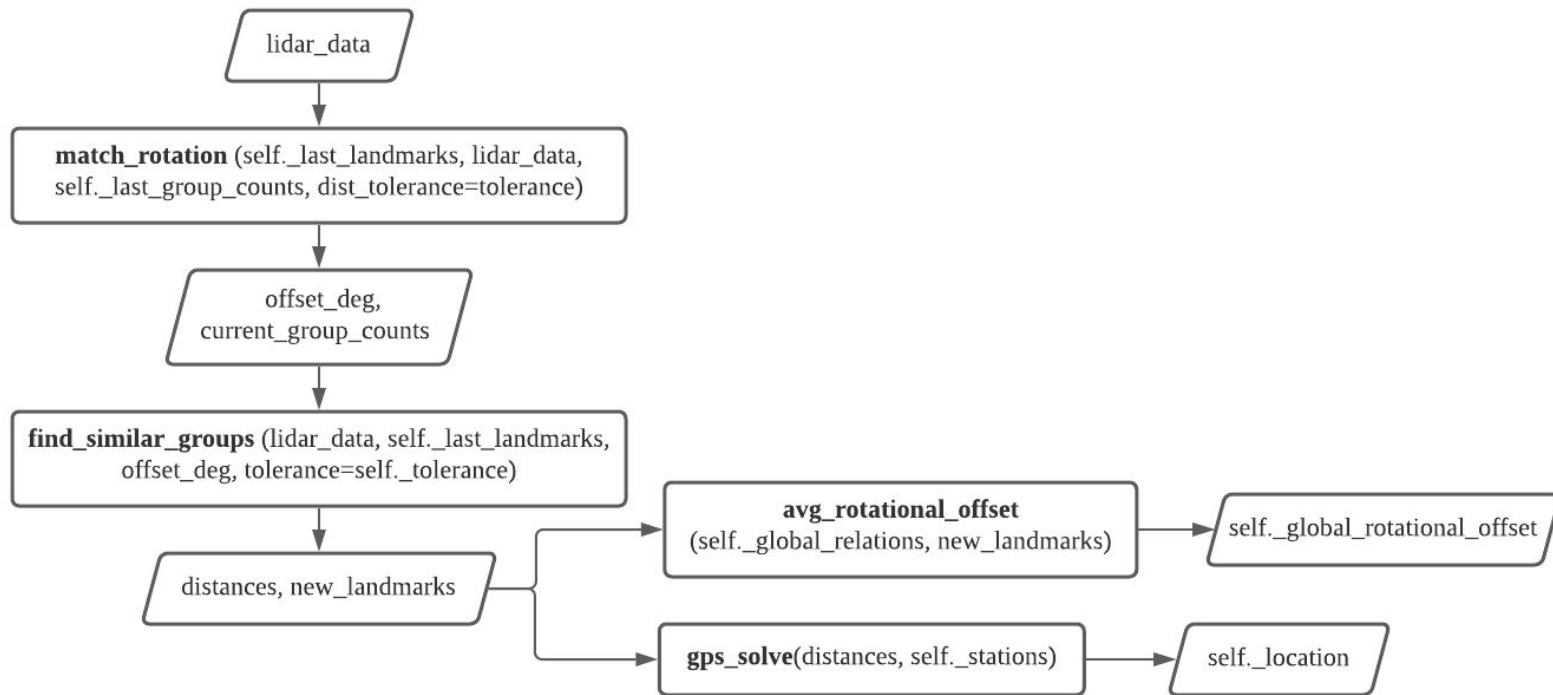 lidar_data
match_rotation (self._last_landmarks, lidar_data,
self._last_group_counts, dist_tolerance=tolerance)
offset_deg,
current_group_counts
find_similar_groups (lidar_data, self._last_landmarks,
offset_deg, tolerance=self._tolerance)
distances, new_landmarks
avg_rotational_offset
(self._global_relations, new_landmarks)
self._global_rotational_offset
gps_solve(distances, self._stations)
self._location